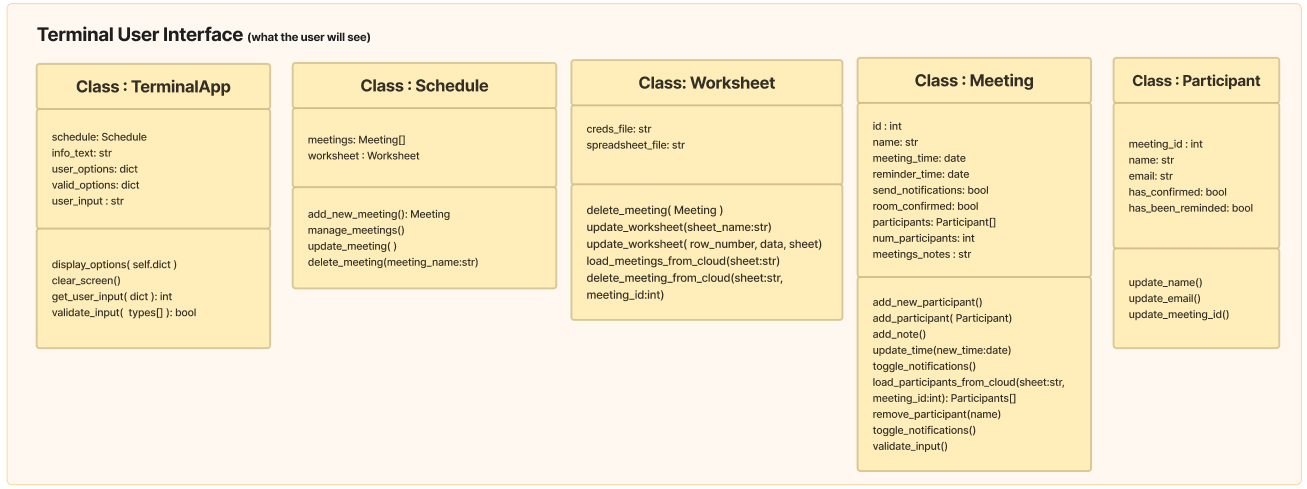 Terminal User Interface (what the user will see)
Class : TerminalApp
schedule: Schedule
info_text: str
user_options: dict
valid_options: dict
user_input : str
display_options( self.dict )
clear_screen()
get_user_input( dict ): int
validate_input(  types[] ): bool
Class : Schedule
meetings: Meeting[]
worksheet : Worksheet
add_new_meeting(): Meeting
manage_meetings()
update_meeting( )
delete_meeting(meeting_name:str)
Class: Worksheet
creds_file: str
spreadsheet_file: str
delete_meeting( Meeting )
update_worksheet(sheet_name:str)
update_worksheet( row_number, data, sheet)
load_meetings_from_cloud(sheet:str)
delete_meeting_from_cloud(sheet:str,
meeting_id:int)
Class : Meeting
id : int
name: str
meeting_time: date
reminder_time: date
send_notifications: bool
room_confirmed: bool
participants: Participant[]
num_participants: int
meetings_notes : str
add_new_participant()
add_participant( Participant)
add_note()
update_time(new_time:date)
toggle_notifications()
load_participants_from_cloud(sheet:str,
meeting_id:int): Participants[]
remove_participant(name)
toggle_notifications()
validate_input()
Class : Participant
meeting_id : int
name: str
email: str
has_confirmed: bool
has_been_reminded: bool
update_name()
update_email()
update_meeting_id()